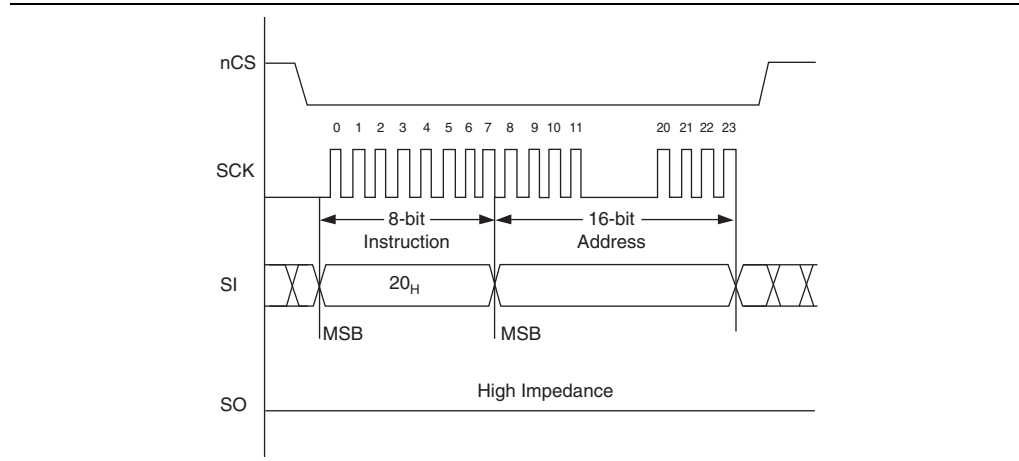 nCS
0 1 2 3 4 5 6 7 8 9 10 11 20 21 22 23
SCK
8-bit 16-bit
Instruction Address
SI 20H
MSB MSB
High Impedance
SO